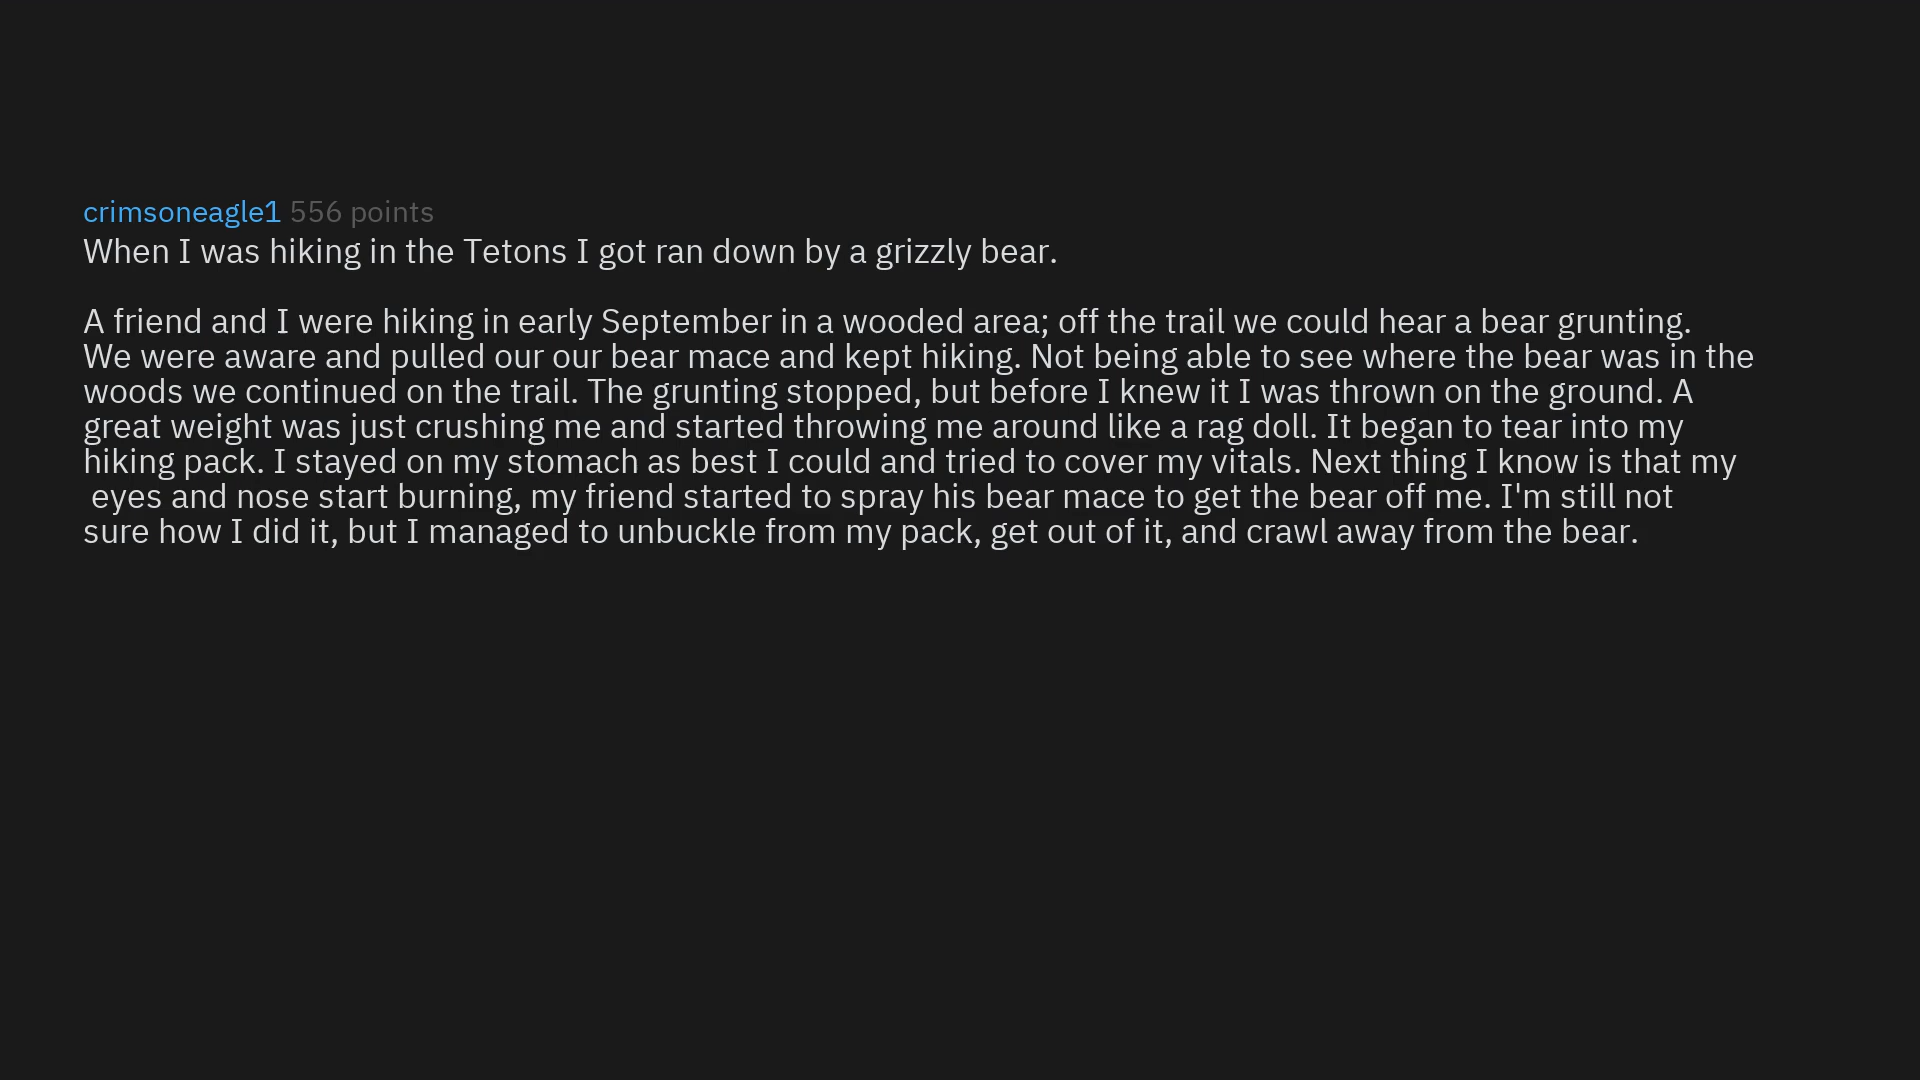 crimsoneagle1 556 points
When I was hiking in the Tetons I got ran down by a grizzly bear.
A friend and I were hiking in early September in a wooded area; off the trail we could hear a bear grunting.
We were aware and pulled our our bear mace and kept hiking. Not being able to see where the bear was in the
woods we continued on the trail. The grunting stopped, but before I knew it I was thrown on the ground. A
great weight was just crushing me and started throwing me around like a rag doll. It began to tear into my
hiking pack. I stayed on my stomach as best I could and tried to cover my vitals. Next thing I know is that my
eyes and nose start burning, my friend started to spray his bear mace to get the bear off me. I'm still not
sure how I did it, but I managed to unbuckle from my pack, get out of it, and crawl away from the bear.